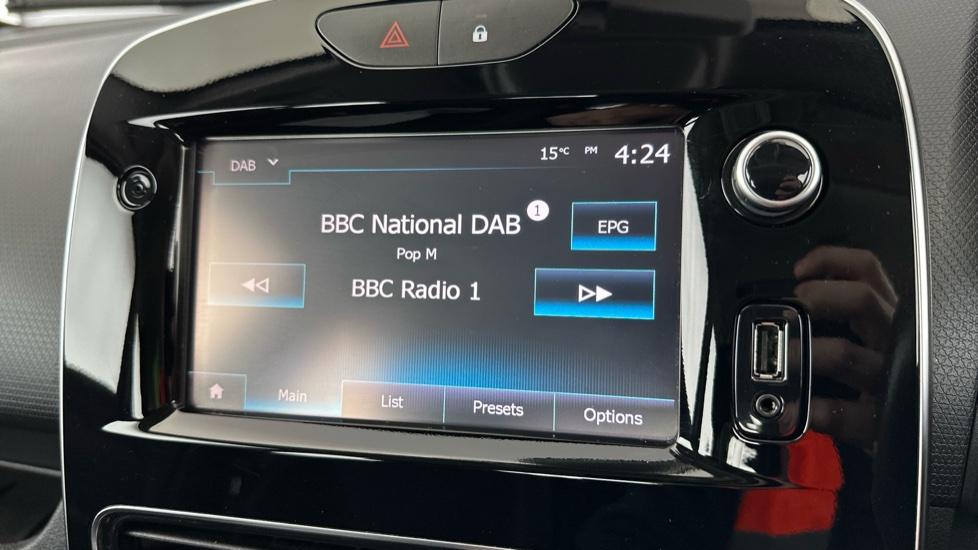 DAB
15°C PM 4:24
BBC National DAB 1
EPG
Pop M
BBC Radio 1
Main List Presets Options